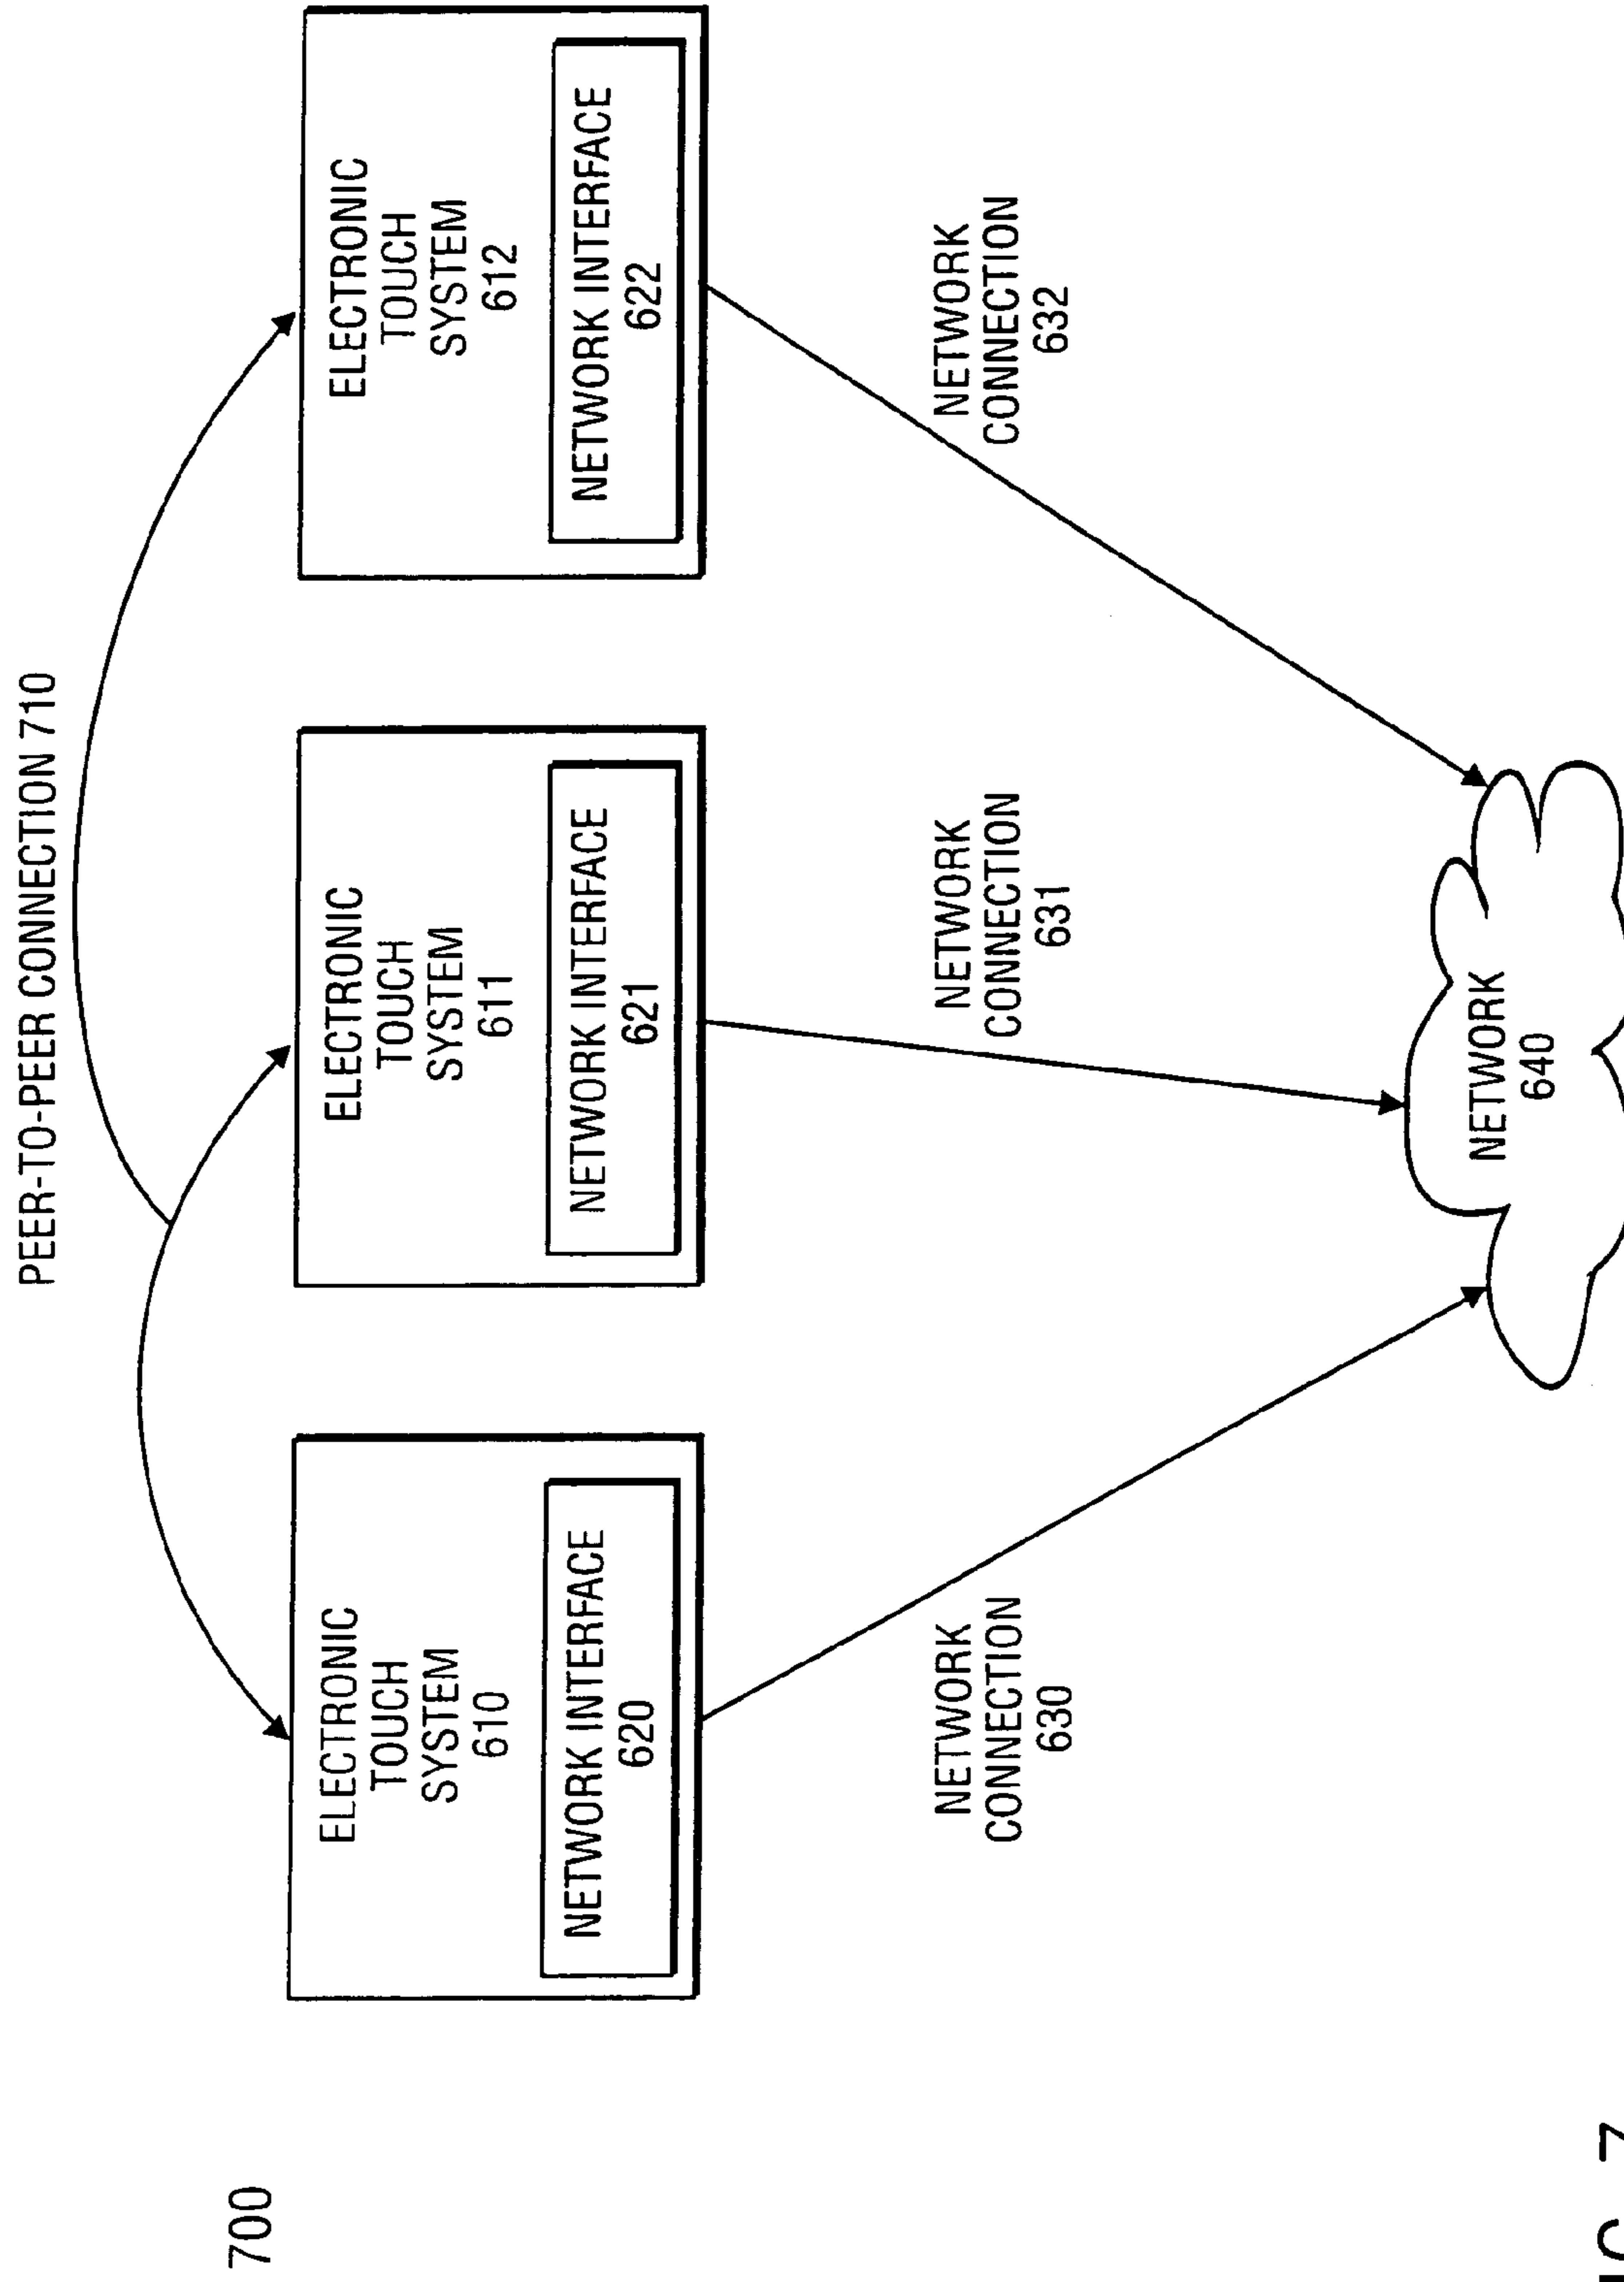 700
PEER-TO-PEER CONNECTION 710
ELECTRONIC
TOUCH
SYSTEM
610
NETWORK INTERFACE
620
ELECTRONIC
TOUCH
SYSTEM
611
NETWORK INTERFACE
621
ELECTRONIC
TOUCH
SYSTEM
612
NETWORK INTERFACE
622
NETWORK
CONNECTION
630
NETWORK
CONNECTION
631
NETWORK
CONNECTION
632
NETWORK
640